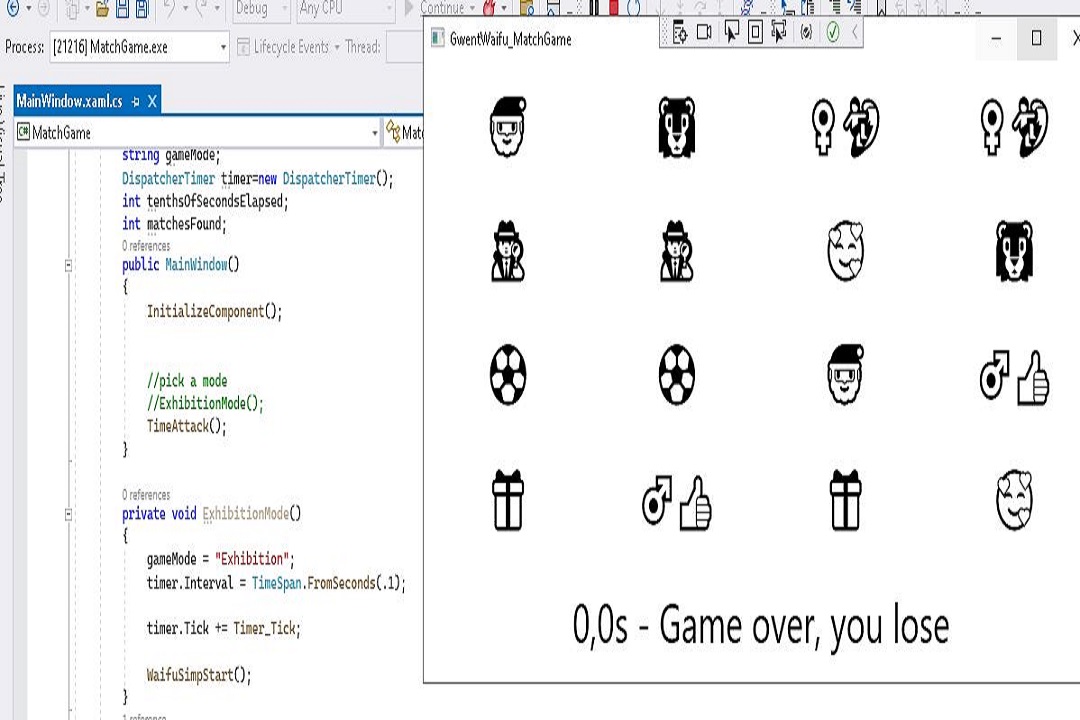 Debug
Any CPU
Continue
Process:
[21216] MatchGame.exe
Lifecycle Events
Thread:
MainWindow.xaml.cs
C# MatchGame
string gameMode;
DispatcherTimer timer=new DispatcherTimer();
int tenthsOfSecondsElapsed;
int matchesFound;
0 references
public MainWindow()
{
InitializeComponent();
//pick a mode
//ExhibitionMode();
TimeAttack();
}
0 references
private void ExhibitionMode()
{
gameMode = "Exhibition";
timer.Interval = TimeSpan.FromSeconds(.1);
timer.Tick += Timer_Tick;
WaifuSimpStart();
}
1 reference
GwentWaifu_MatchGame
0,0s - Game over, you lose